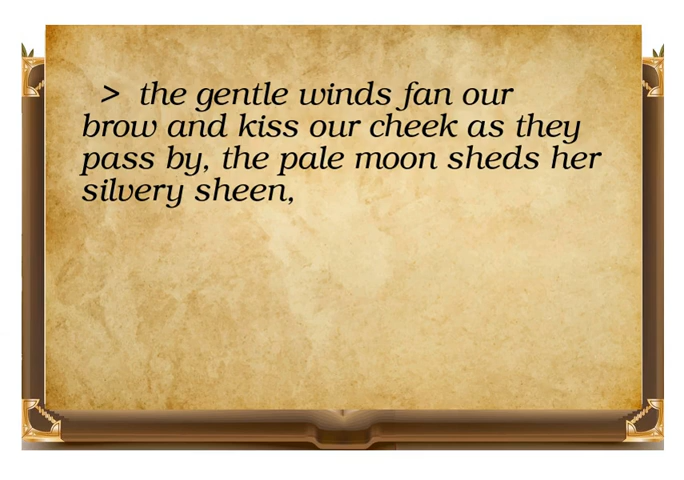 > the gentle winds fan our
brow and kiss our cheek as they
pass by, the pale moon sheds her
silvery sheen,